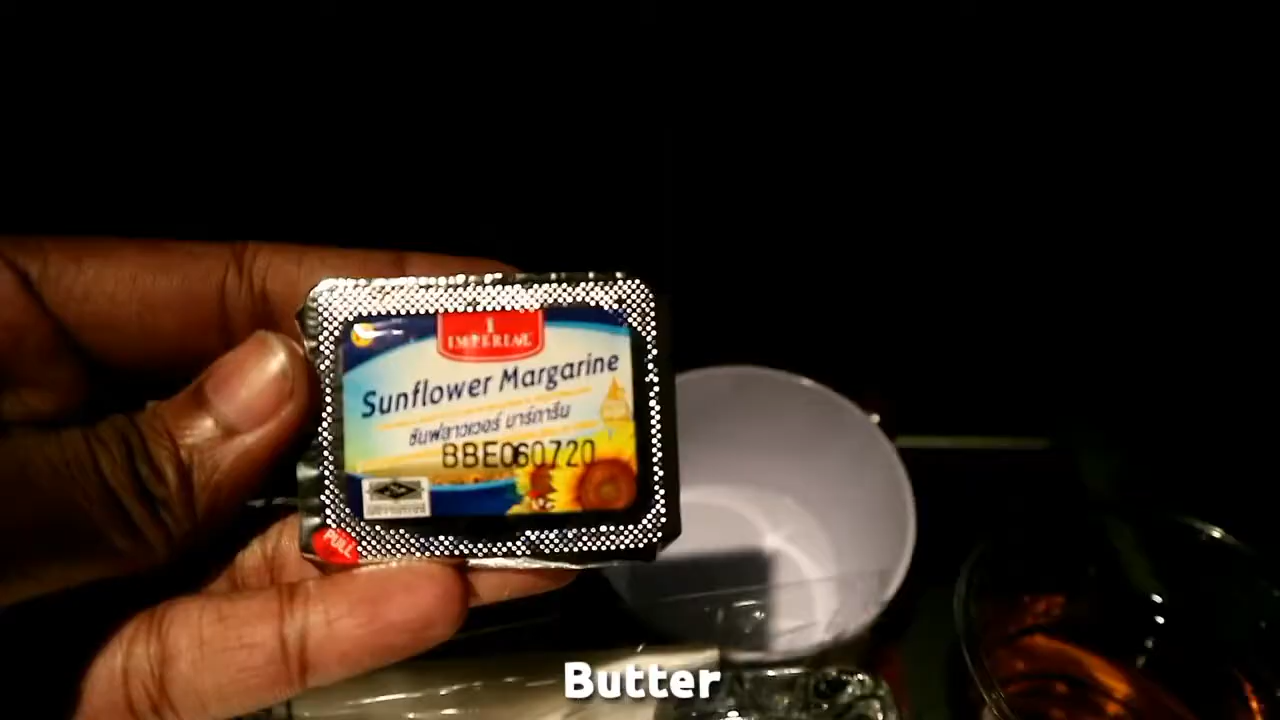 IMPERIAL
Sunflower Margarine
ซันฟลาวเวอร์ มาร์การีน
BBE060720
PULL
Butter